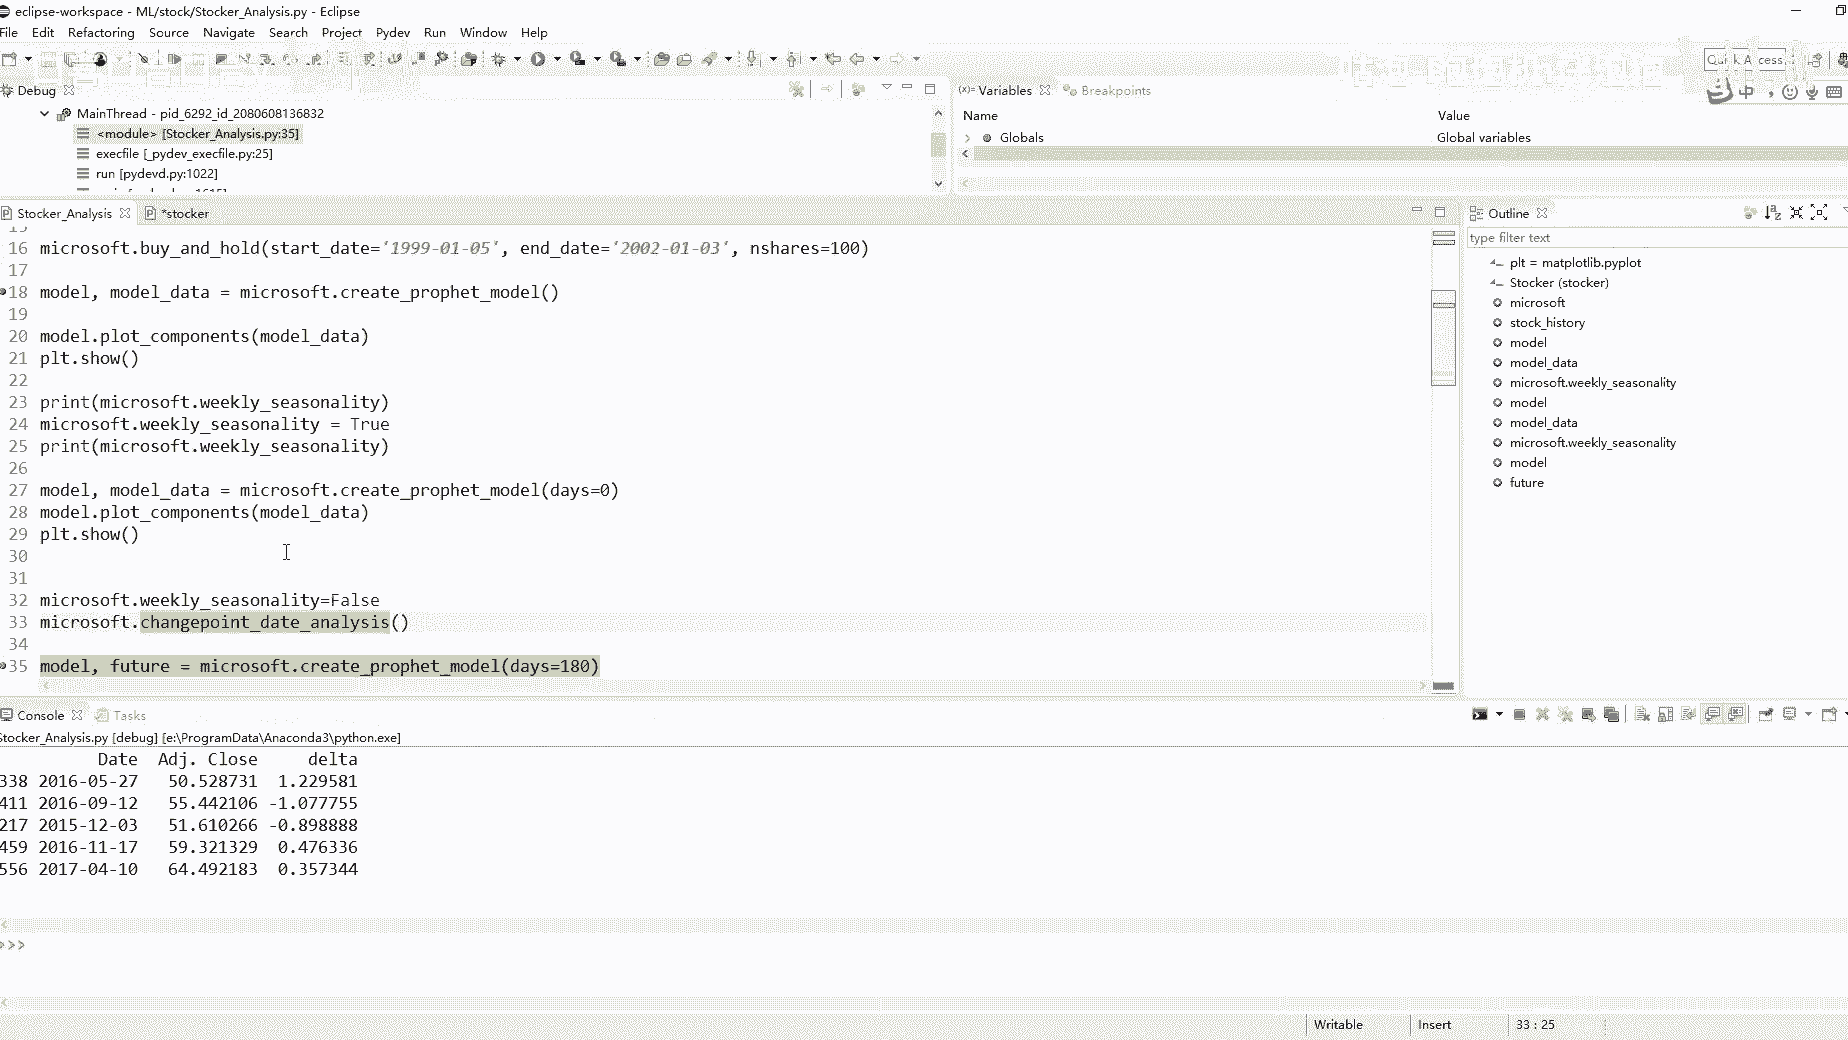 eclipse-workspace - ML/stock/Stocker_Analysis.py - Eclipse
File Edit Refactoring Source Navigate Search Project Pydev Run Window Help
Quick Access
Debug
(x)= Variables Breakpoints
中
MainThread - pid_6292_id_2080608136832
<module> [Stocker_Analysis.py:35]
execfile [_pydev_execfile.py:25]
run [pydevd.py:1022]
Name Value
Globals Global variables
Stocker_Analysis *stocker
Outline
type filter text
plt = matplotlib.pyplot
Stocker (stocker)
microsoft
stock_history
model
model_data
microsoft.weekly_seasonality
model
model_data
microsoft.weekly_seasonality
model
future
15
16 microsoft.buy_and_hold(start_date='1999-01-05', end_date='2002-01-03', nshares=100)
17
18 model, model_data = microsoft.create_prophet_model()
19
20 model.plot_components(model_data)
21 plt.show()
22
23 print(microsoft.weekly_seasonality)
24 microsoft.weekly_seasonality = True
25 print(microsoft.weekly_seasonality)
26
27 model, model_data = microsoft.create_prophet_model(days=0)
28 model.plot_components(model_data)
29 plt.show()
30
31
32 microsoft.weekly_seasonality=False
33 microsoft.changepoint_date_analysis()
34
35 model, future = microsoft.create_prophet_model(days=180)
Console Tasks
Stocker_Analysis.py [debug] [e:\ProgramData\Anaconda3\python.exe]
Date Adj. Close delta
338 2016-05-27 50.528731 1.229581
411 2016-09-12 55.442106 -1.077755
217 2015-12-03 51.610266 -0.898888
459 2016-11-17 59.321329 0.476336
556 2017-04-10 64.492183 0.357344
>>>
Writable Insert 33 : 25